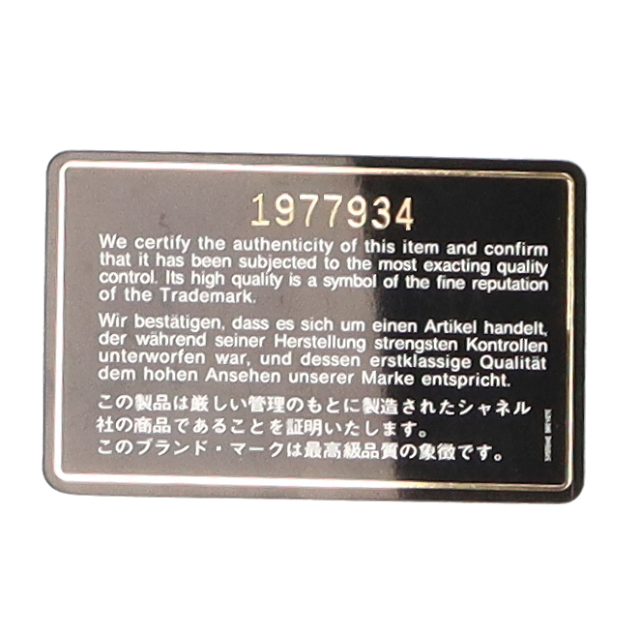 1977934
We certify the authenticity of this item and confirm
that it has been subjected to the most exacting quality
control. Its high quality is a symbol of the fine reputation
of the Trademark.
Wir bestätigen, dass es sich um einen Artikel handelt,
der während seiner Herstellung strengsten Kontrollen
unterworfen war, und dessen erstklassige Qualität
dem hohen Ansehen unserer Marke entspricht.
この製品は厳しい管理のもとに製造されたシャネル
社の商品であることを証明いたします。
このブランド・マークは最高級品質の象徴です。